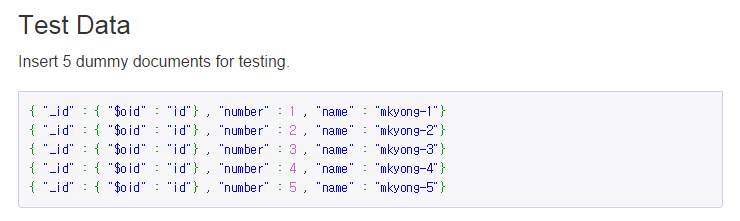 Test Data
Insert 5 dummy documents for testing.
{ "_id" : { "$oid" : "id"} , "number" : 1 , "name" : "mkyong-1"}
{ "_id" : { "$oid" : "id"} , "number" : 2 , "name" : "mkyong-2"}
{ "_id" : { "$oid" : "id"} , "number" : 3 , "name" : "mkyong-3"}
{ "_id" : { "$oid" : "id"} , "number" : 4 , "name" : "mkyong-4"}
{ "_id" : { "$oid" : "id"} , "number" : 5 , "name" : "mkyong-5"}